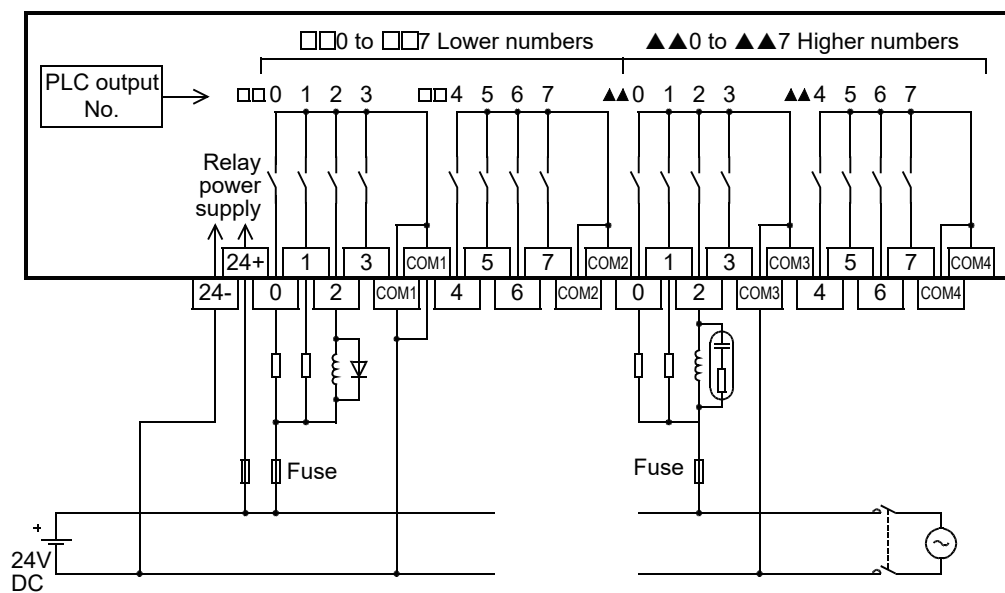 □□0 to □□7 Lower numbers ▲▲0 to ▲▲7 Higher numbers
PLC output
No.
□□0 1 2 3 □□4 5 6 7 ▲▲0 1 2 3 ▲▲4 5 6 7
Relay
power
supply
24+ 1 3 COM1 5 7 COM2 1 3 COM3 5 7 COM4
24- 0 2 COM1 4 6 COM2 0 2 COM3 4 6 COM4
Fuse Fuse
+
24V
DC